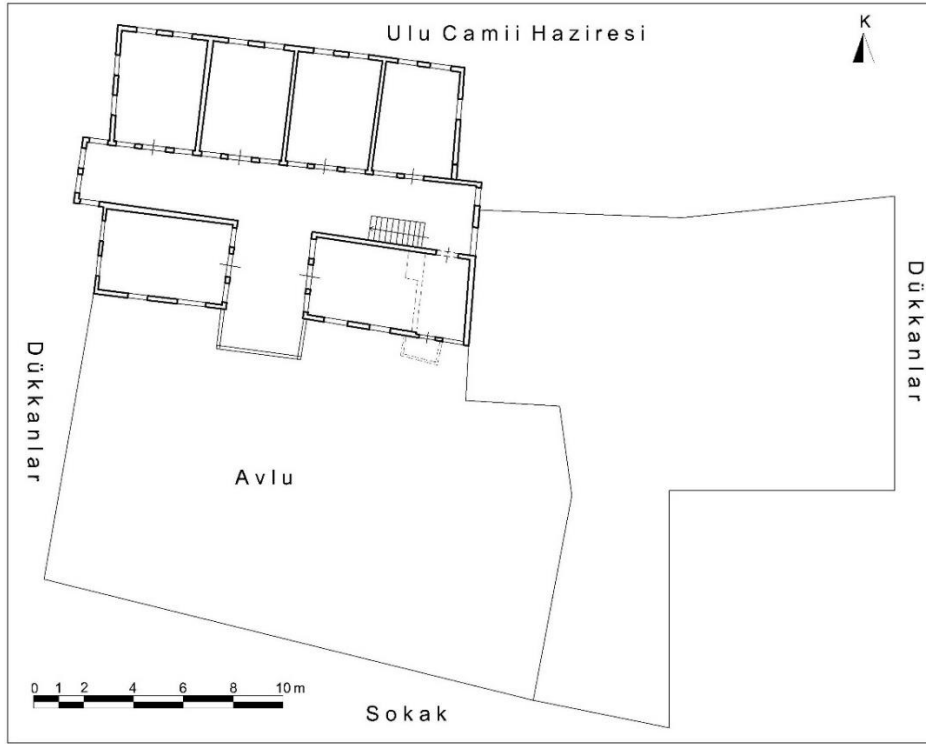 Ulu Camii Haziresi
K
Dükkanlar
Dükkanlar
Avlu
0 1 2 4 6 8 10 m
Sokak